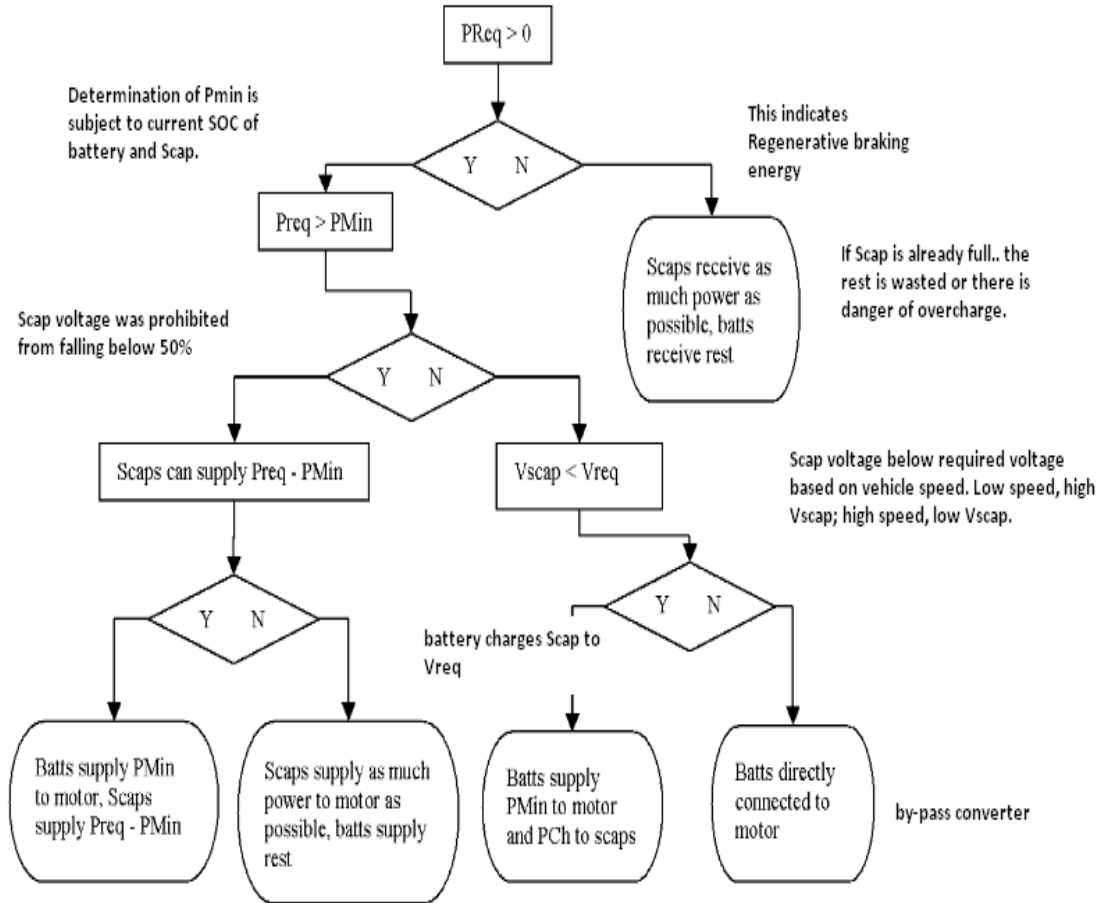 PReq > 0
Determination of Pmin is
subject to current SOC of
battery and Scap.
This indicates
Regenerative braking
energy
Y N
Preq > PMin
Scaps receive as
much power as
possible, batts
receive rest
If Scap is already full.. the
rest is wasted or there is
danger of overcharge.
Scap voltage was prohibited
from falling below 50%
Y N
Scaps can supply Preq - PMin
Vscap < Vreq
Scap voltage below required voltage
based on vehicle speed. Low speed, high
Vscap; high speed, low Vscap.
Y N
Y N
battery charges Scap to
Vreq
Batts supply PMin
to motor, Scaps
supply Preq - PMin
Scaps supply as much
power to motor as
possible, batts supply
rest
Batts supply
PMin to motor
and PCh to scaps
Batts directly
connected to
motor
by-pass converter